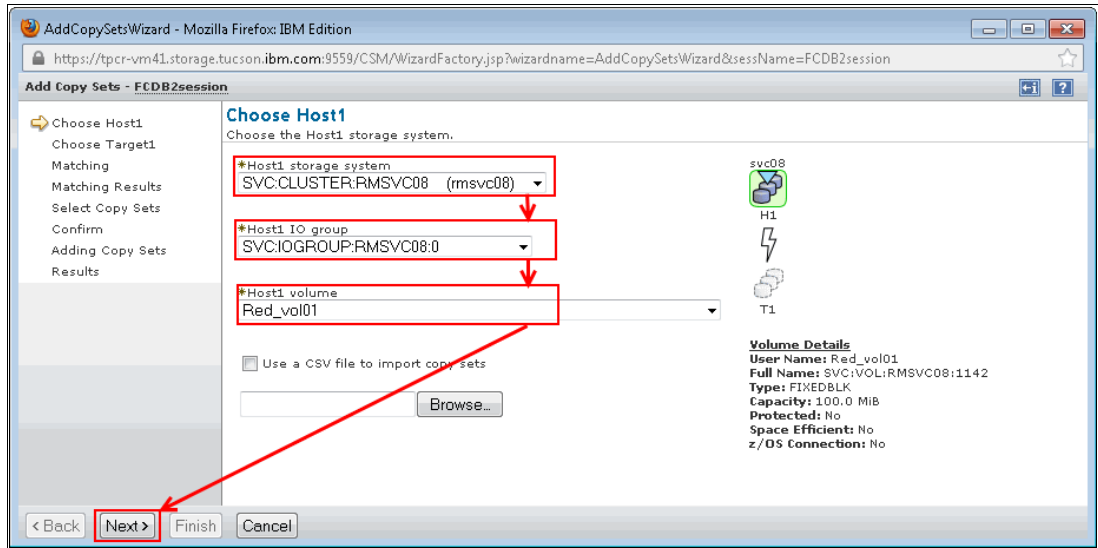 AddCopySetsWizard - Mozilla Firefox: IBM Edition
https://tpcr-vm41.storage.tucson.ibm.com:9559/CSM/WizardFactory.jsp?wizardname=AddCopySetsWizard&sessName=FCDB2session
Add Copy Sets - FCDB2session
Choose Host1
Choose Target1
Matching
Matching Results
Select Copy Sets
Confirm
Adding Copy Sets
Results
Choose Host1
Choose the Host1 storage system.
*Host1 storage system
SVC:CLUSTER:RMSVC08 (rmsvc08)
*Host1 IO group
SVC:IOGROUP:RMSVC08:0
*Host1 volume
Red_vol01
Use a CSV file to import copy sets
Browse...
svc08
H1
T1
Volume Details
User Name: Red_vol01
Full Name: SVC:VOL:RMSVC08:1142
Type: FIXEDBLK
Capacity: 100.0 MiB
Protected: No
Space Efficient: No
z/OS Connection: No
< Back Next > Finish Cancel